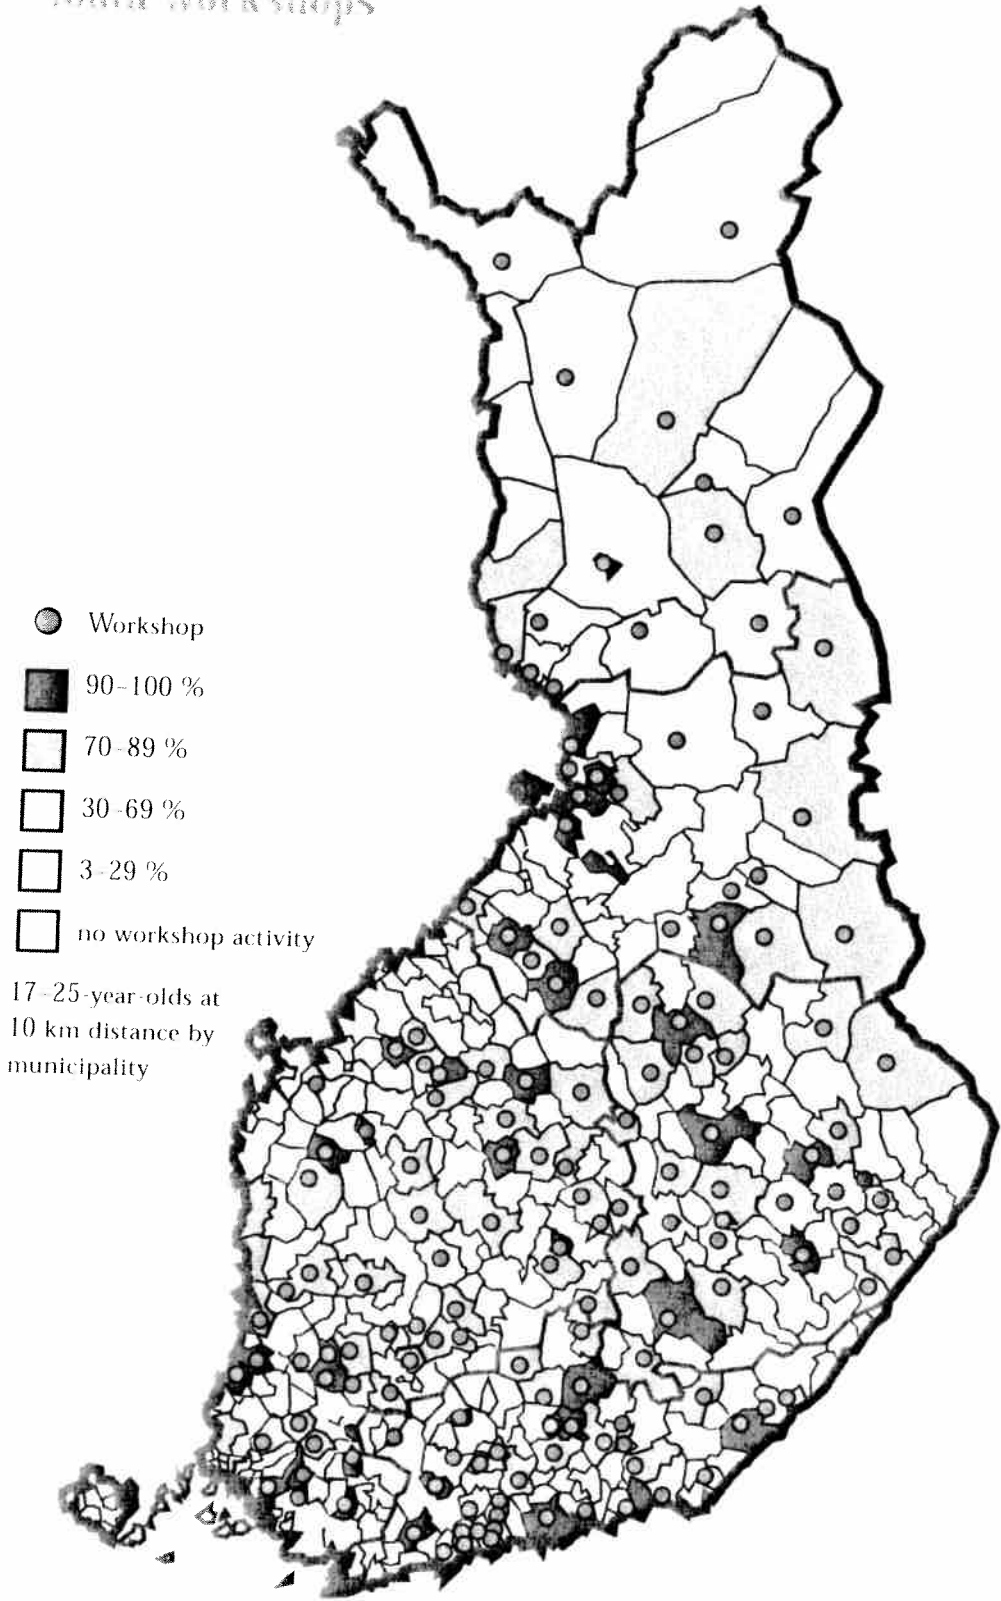 workshops
Workshop
90-100 %
70-89 %
30-69 %
3-29 %
no workshop activity
17-25-year-olds at
10 km distance by
municipality